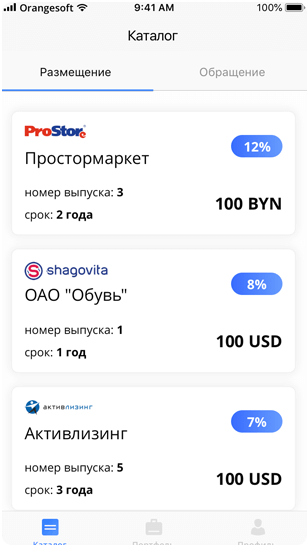 Orangesoft 9:41 AM 100%
Каталог
Размещение Обращение
ProStore
12%
Простормаркет
номер выпуска: 3
срок: 2 года
100 BYN
shagovita
8%
ОАО "Обувь"
номер выпуска: 1
срок: 1 год
100 USD
активлизинг
7%
Активлизинг
номер выпуска: 5
срок: 3 года
100 USD
Каталог